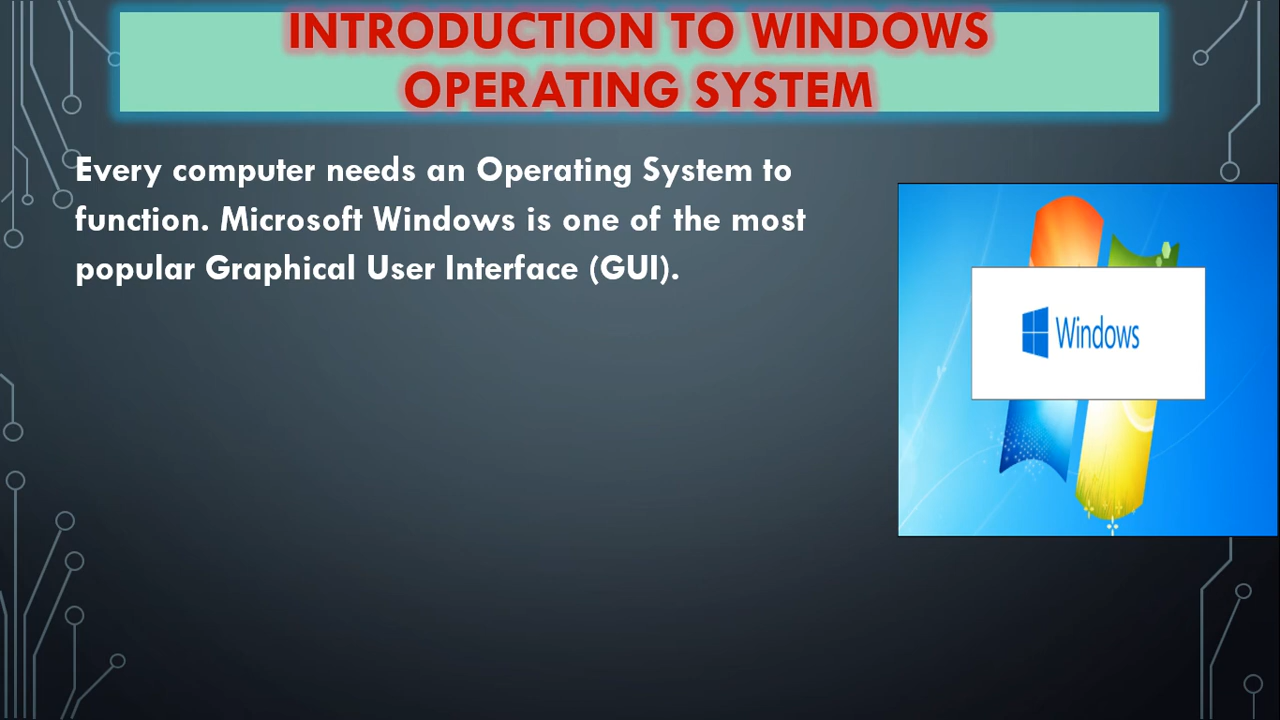 INTRODUCTION TO WINDOWS
OPERATING SYSTEM
Every computer needs an Operating System to
function. Microsoft Windows is one of the most
popular Graphical User Interface (GUI).
Windows